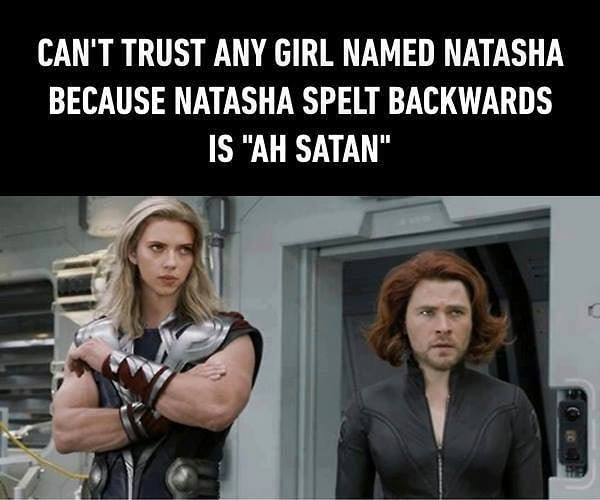 CAN'T TRUST ANY GIRL NAMED NATASHA
BECAUSE NATASHA SPELT BACKWARDS
IS "AH SATAN"